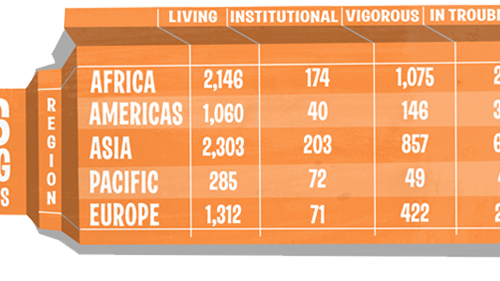 LIVING INSTITUTIONAL VIGOROUS IN
REGION
AFRICA 2,146 174 1,075
AMERICAS 1,060 40 146
ASIA 2,303 203 857
PACIFIC 285 72 49
EUROPE 1,312 71 422